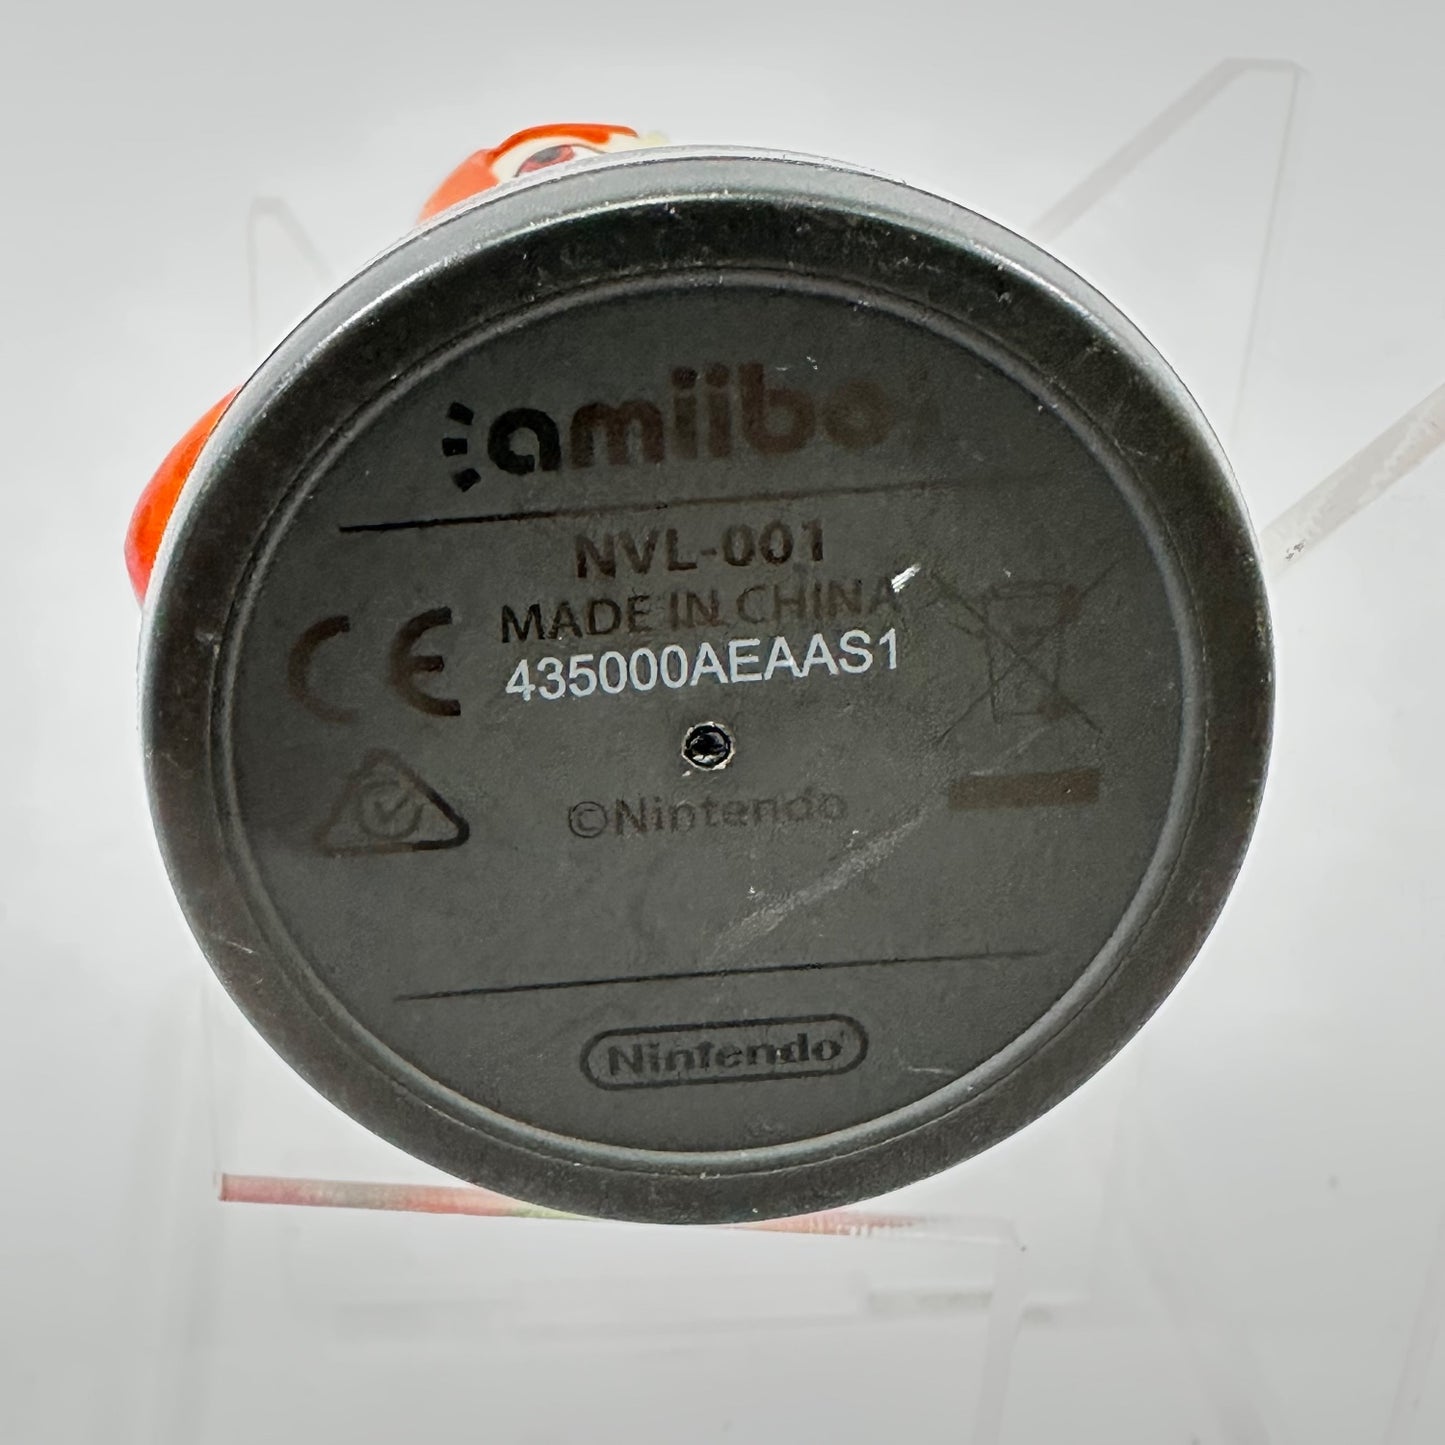 amiibo
NVL-001
MADE IN CHINA
CE
435000AEAAS1
©Nintendo
Nintendo